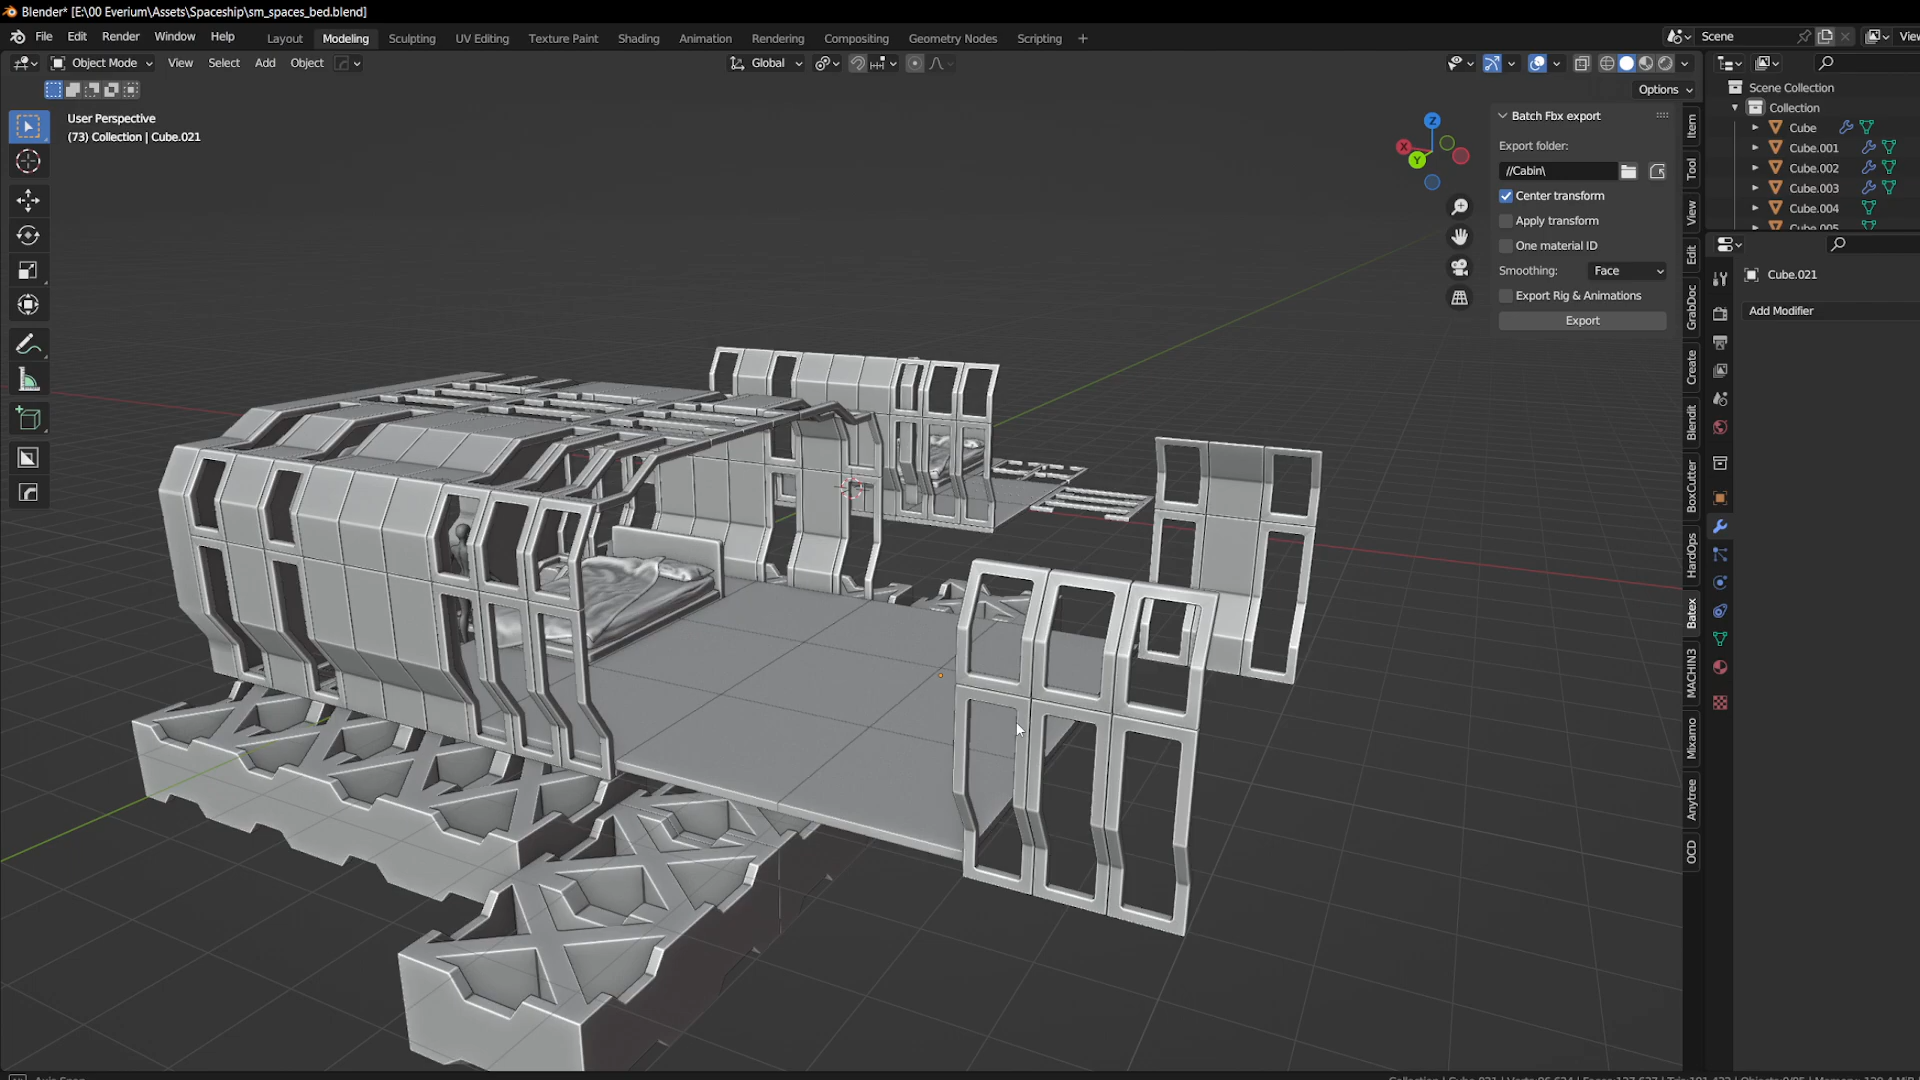 Blender* [E:\00 Everium\Assets\Spaceship\sm_spaces_bed.blend]
File Edit Render Window Help Layout Modeling Sculpting UV Editing Texture Paint Shading Animation Rendering Compositing Geometry Nodes Scripting + Scene
Object Mode View Select Add Object Global
Options
User Perspective
(73) Collection | Cube.021
Z
X
Y
Batch Fbx export
Export folder:
//Cabin\
Center transform
Apply transform
One material ID
Smoothing: Face
Export Rig & Animations
Export
Item
Tool
View
Edit
GrabDoc
Create
Blendit
BoxCutter
HardOps
Batex
MACHIN3
Mixamo
Anytree
OCD
Scene Collection
Collection
Cube
Cube.001
Cube.002
Cube.003
Cube.004
Cube.005
Cube.021
Add Modifier